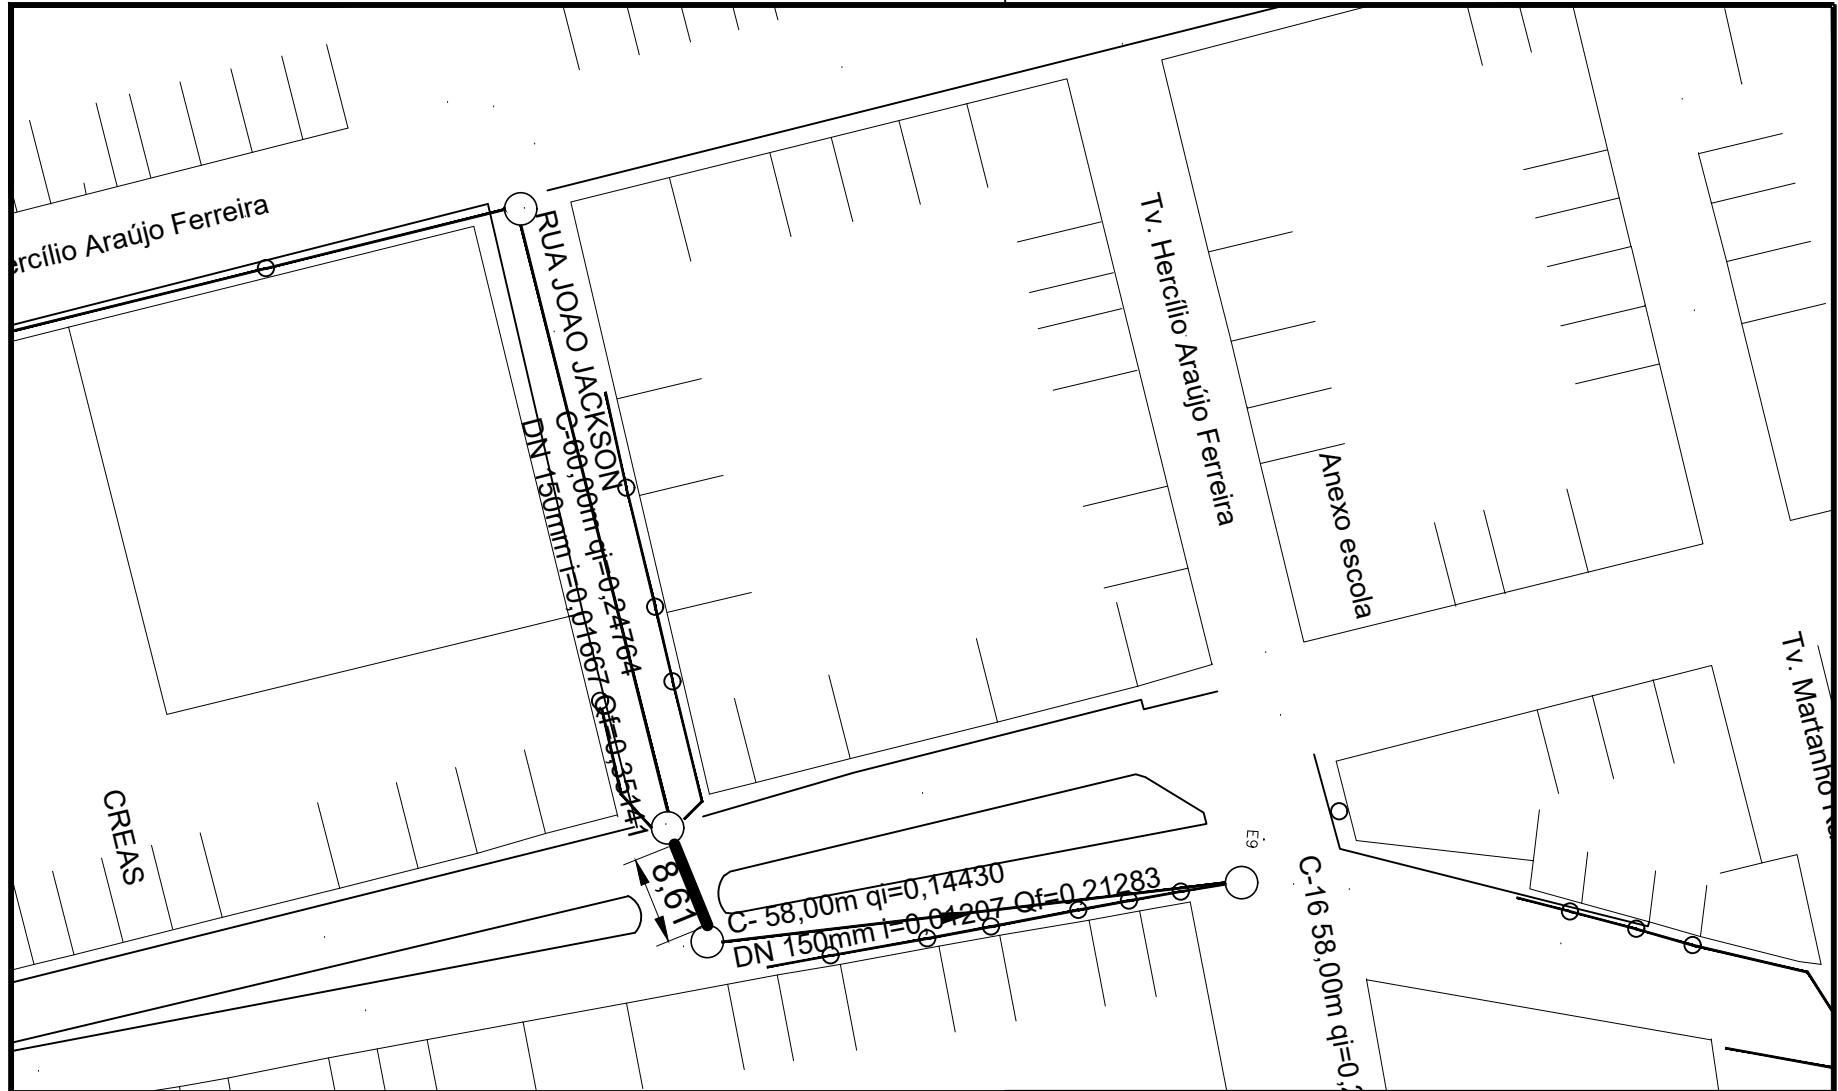 ercílio Araújo Ferreira
RUA JOAO JACKSON
C-60,00m qi=0,24764
DN 150mm i=0,01667 Qf=0,35141
Tv. Hercílio Araújo Ferreira
Anexo escola
Tv. Martanho
CREAS
8,61
C- 58,00m qi=0,14430
DN 150mm i=0,01207 Qf=0,21283
E9
C-16 58,00m qi=0,